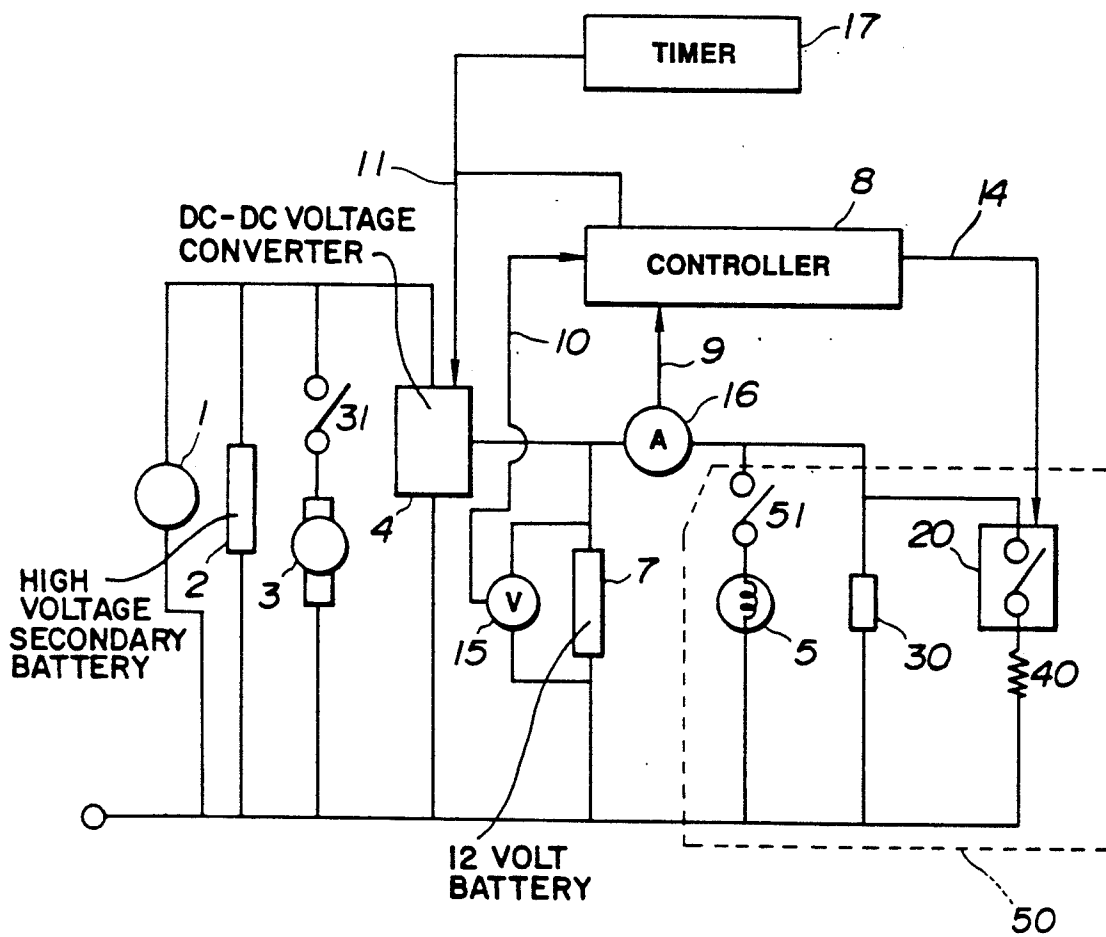 TIMER
17
11
8
14
DC-DC VOLTAGE
CONVERTER
CONTROLLER
10
9
16
1
31
A
4
51
20
HIGH
VOLTAGE
SECONDARY
BATTERY
2
3
V
15
7
5
30
40
12 VOLT
BATTERY
50